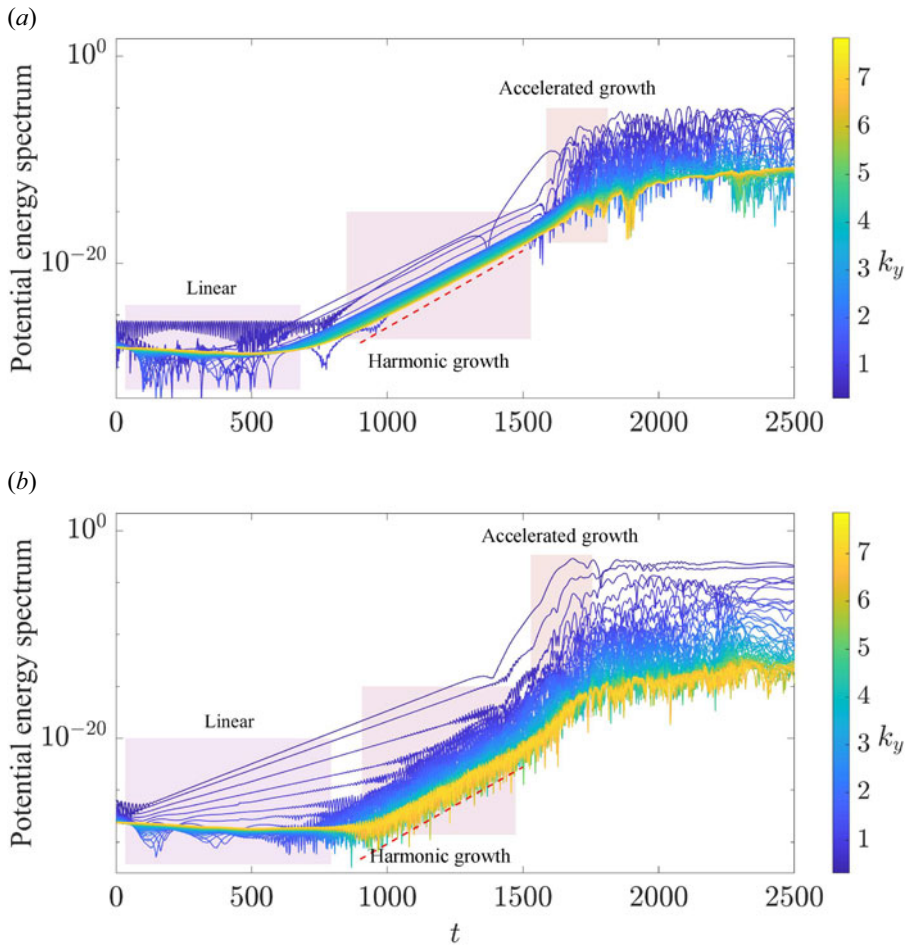 (a)
10^0
Accelerated growth
7
6
5
Potential energy spectrum
10^{-20}
Linear
4
k_y
3
2
Harmonic growth
1
0
500
1000
1500
2000
2500
(b)
10^0
Accelerated growth
7
6
5
Potential energy spectrum
10^{-20}
Linear
4
k_y
3
2
Harmonic growth
1
0
500
1000
1500
2000
2500
t